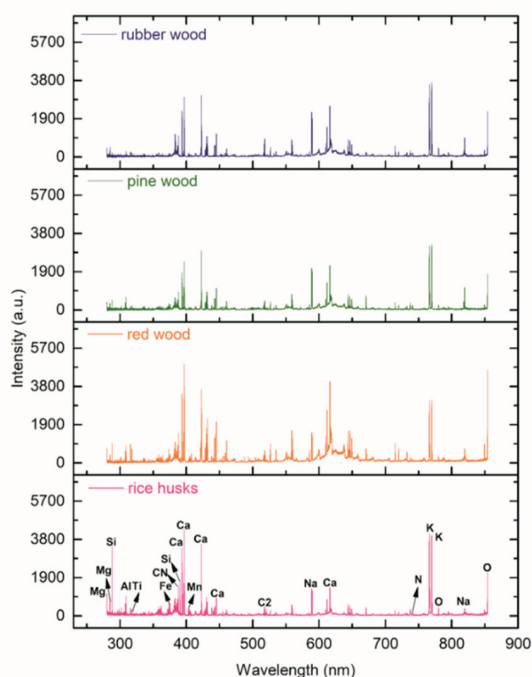 5700
rubber wood
3800
1900
0
5700
pine wood
3800
1900
0
Intensity (a.u.)
5700
red wood
3800
1900
0
5700
rice husks
3800
1900
0
Mg
Mg
Si
Al
Ti
CN
Fe
Si
Ca
Ca
Ca
Mn
Ca
C2
Na
Ca
K
K
N
O
Na
O
300 400 500 600 700 800 900
Wavelength (nm)